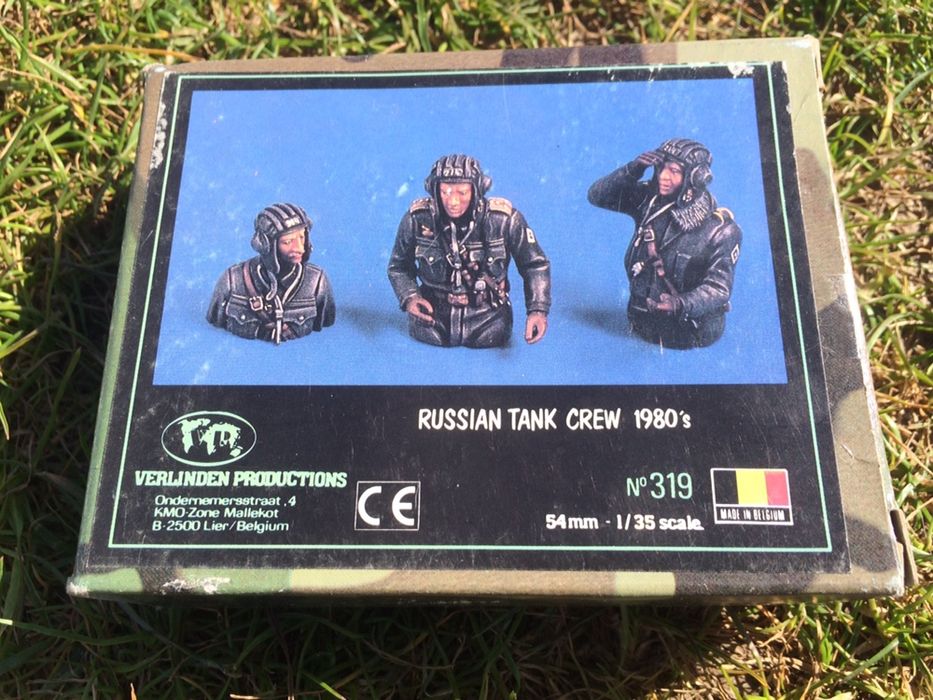 RUSSIAN TANK CREW 1980's
VP.
VERLINDEN PRODUCTIONS
Ondernemersstraat .4
KMO-Zone Mallekot
B-2500 Lier/Belgium
CE
Nº 319
54mm - 1/35 scale.
MADE IN BELGIUM